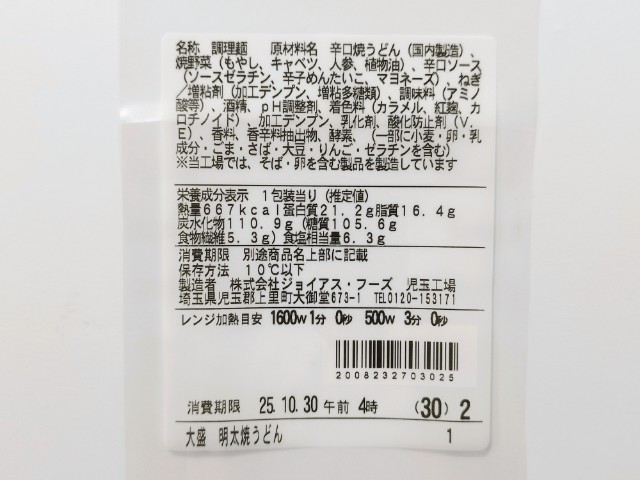 名称　調理麺　　原材料名　辛口焼うどん（国内製造）、
焼野菜（もやし、キャベツ、人参、植物油）、辛口ソース
（ソースゼラチン、辛子めんたいこ、マヨネーズ）、ねぎ
／増粘剤（加工デンプン、増粘多糖類）、調味料（アミノ
酸等）、酒精、ｐＨ調整剤、着色料（カラメル、紅麹、カ
ロチノイド）、加工デンプン、乳化剤、酸化防止剤（Ｖ．
Ｅ）、香料、香辛料抽出物、酵素、（一部に小麦・卵・乳
成分・ごま・さば・大豆・りんご・ゼラチンを含む）
※当工場では、そば・卵を含む製品を製造しています
栄養成分表示　１包装当り（推定値）
熱量６６７ｋｃａｌ蛋白質２１．２ｇ脂質１６．４ｇ
炭水化物１１０．９ｇ（糖質１０５．６ｇ
食物繊維５．３ｇ）食塩相当量６．３ｇ
消費期限　別途商品名上部に記載
保存方法　１０℃以下
製造者　株式会社ジョイアス・フーズ　児玉工場
埼玉県児玉郡上里町大御堂673-1　TEL0120-153171
レンジ加熱目安　1600W 1分　0秒　500W　3分　0秒
2008232703025
消費期限　25.10.30 午前 4時　（30）2
大盛　明太焼うどん　1